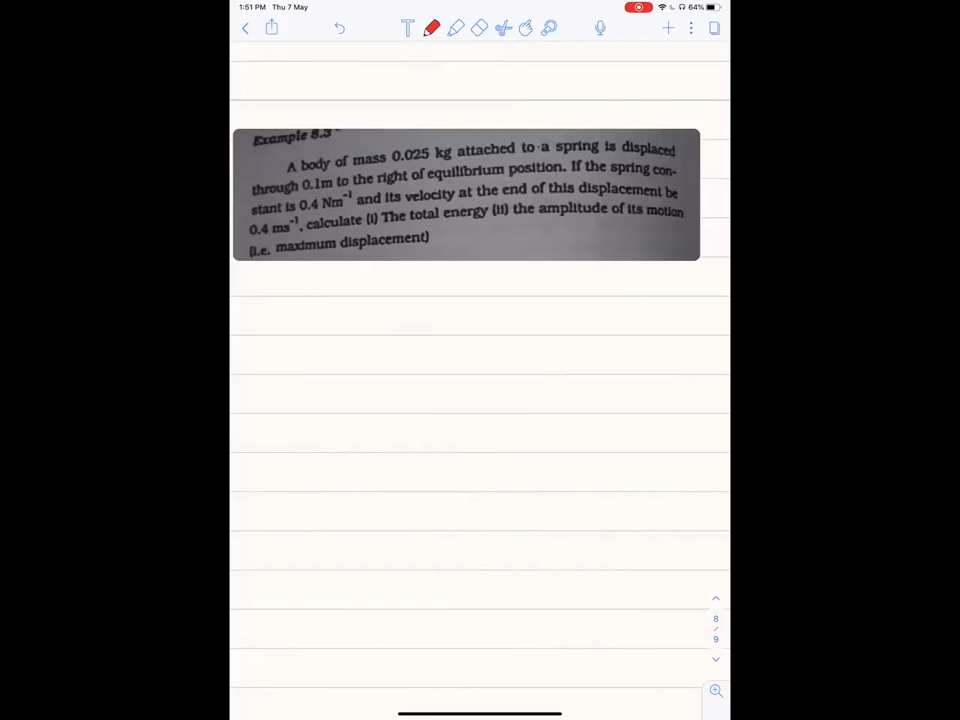 1:51 PM Thu 7 May
64%
T
Example 8.3
A body of mass 0.025 kg attached to a spring is displaced
through 0.1m to the right of equilibrium position. If the spring con-
stant is 0.4 Nm⁻¹ and its velocity at the end of this displacement be
0.4 ms⁻¹, calculate (i) The total energy (ii) the amplitude of its motion
(i.e. maximum displacement)
8
9